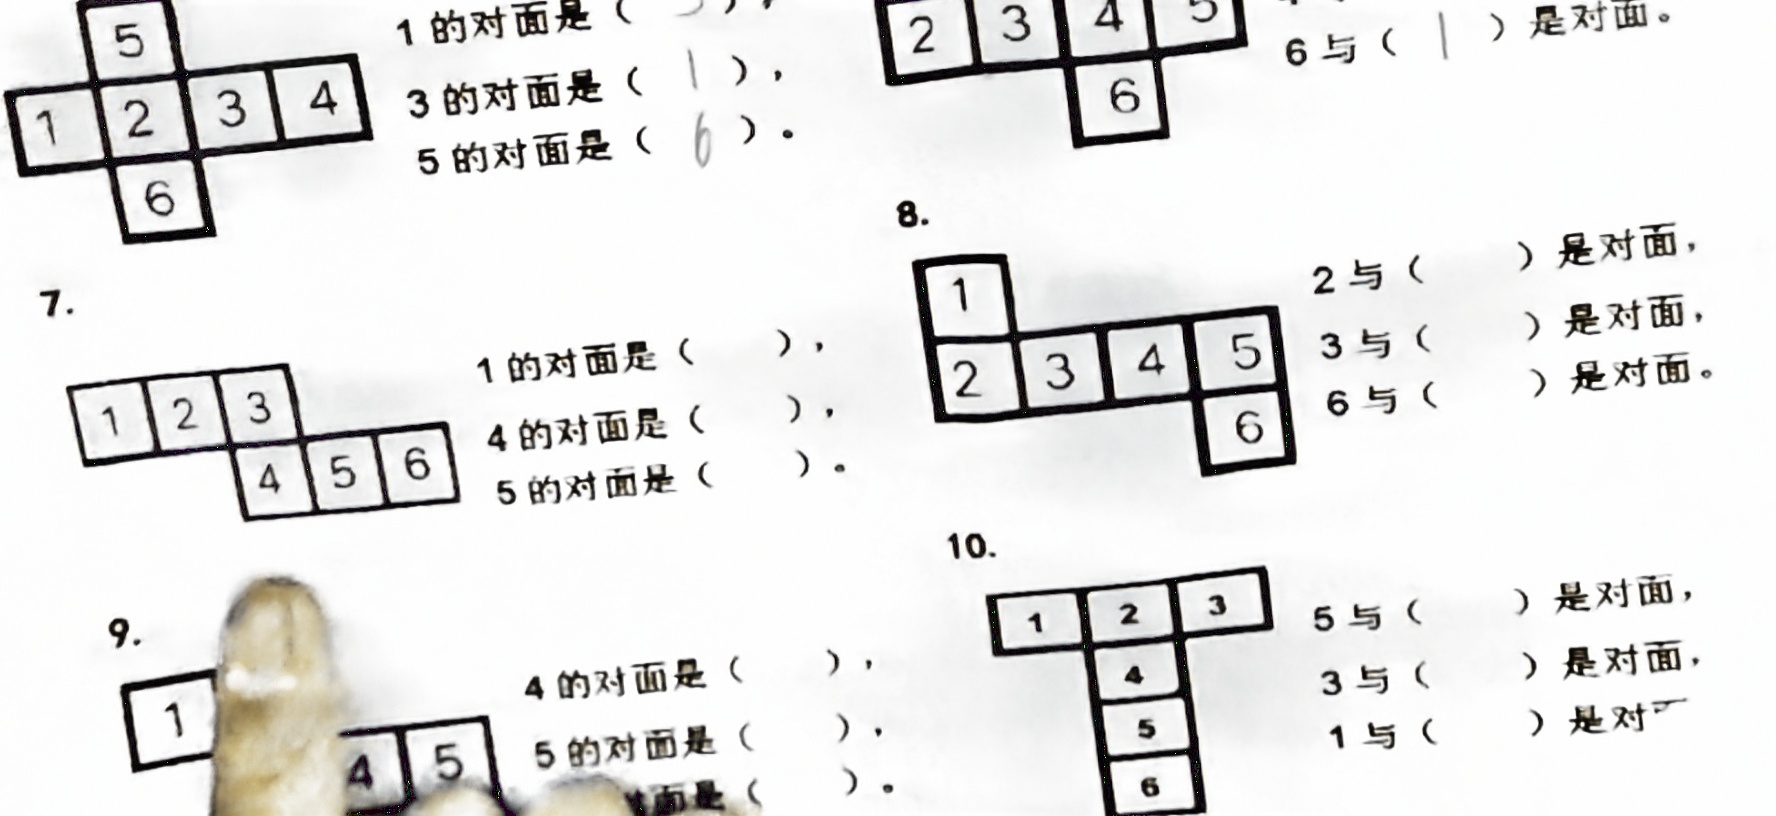 5
1 2 3 4
6
1 的对面是（ ），
3 的对面是（ 1 ），
5 的对面是（ 6 ）。
2 3 4 5
6
6 与（ 1 ）是对面。
7.
1 2 3
4 5 6
1 的对面是（ ），
4 的对面是（ ），
5 的对面是（ ）。
8.
1
2 3 4 5
6
2 与（ ）是对面，
3 与（ ）是对面，
6 与（ ）是对面。
9.
1
4 5
4 的对面是（ ），
5 的对面是（ ），
对面是（ ）。
10.
1 2 3
4
5
6
5 与（ ）是对面，
3 与（ ）是对面，
1 与（ ）是对